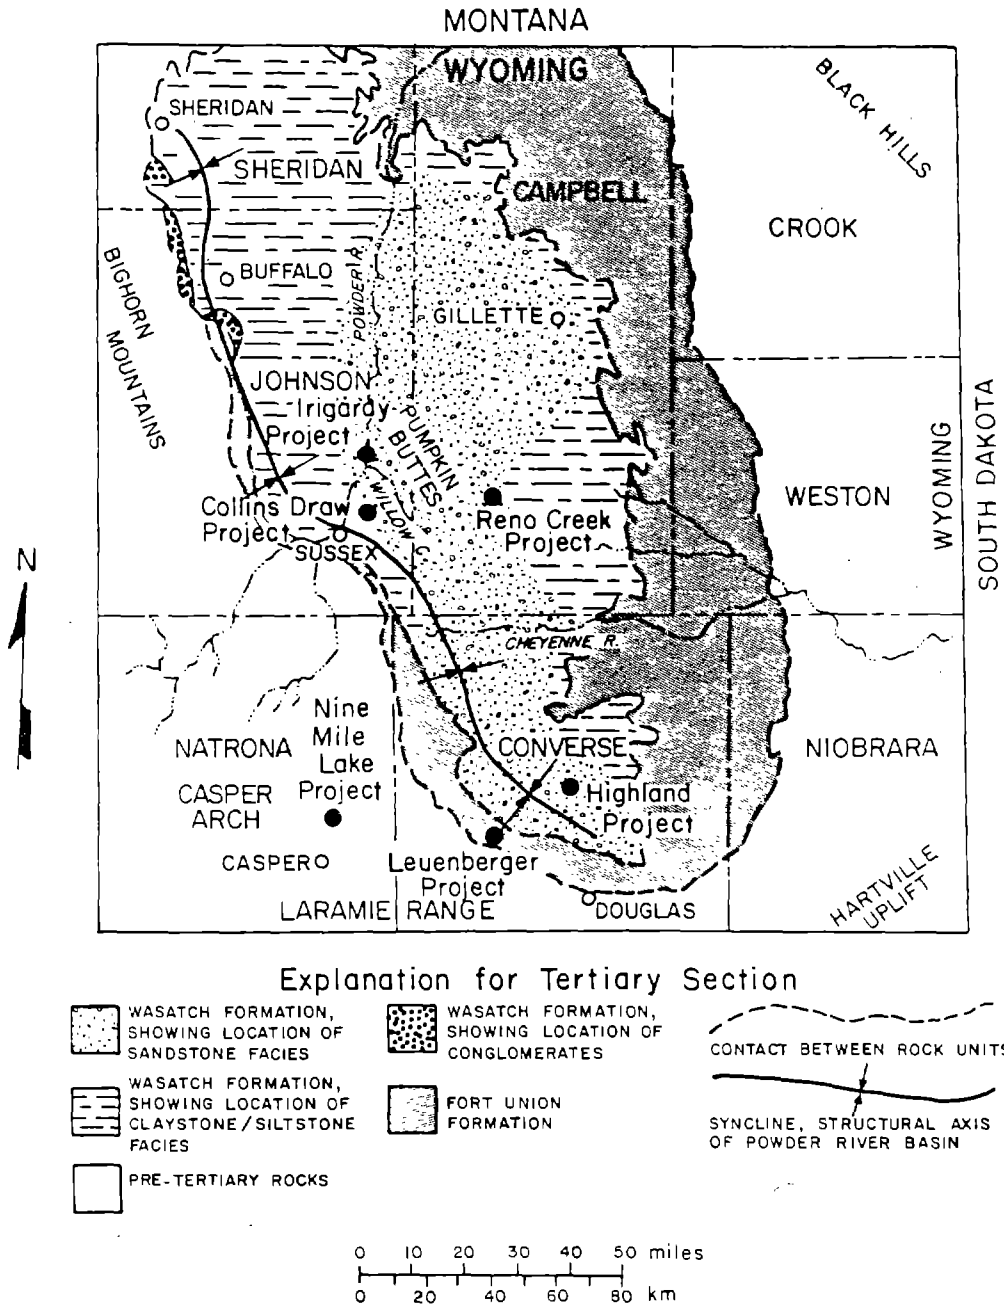 MONTANA
WYOMING
BLACK HILLS
SHERIDAN
SHERIDAN
CAMPBELL
CROOK
BIGHORN
MOUNTAINS
BUFFALO
POWDER R.
GILLETTE
JOHNSON
Irigardy
Project
PUMPKIN
BUTTES
WYOMING
SOUTH DAKOTA
Collins Draw
Project
WILLOW C.
SUSSEX
Reno Creek
Project
WESTON
N
CHEYENNE R.
Nine
Mile
Lake
Project
NATRONA
CASPER
ARCH
CONVERSE
NIOBRARA
Highland
Project
CASPER
Leuenberger
Project
LARAMIE RANGE
DOUGLAS
HARTVILLE
UPLIFT
Explanation for Tertiary Section
WASATCH FORMATION,
SHOWING LOCATION OF
SANDSTONE FACIES
WASATCH FORMATION,
SHOWING LOCATION OF
CLAYSTONE/SILTSTONE
FACIES
PRE-TERTIARY ROCKS
WASATCH FORMATION,
SHOWING LOCATION OF
CONGLOMERATES
FORT UNION
FORMATION
CONTACT BETWEEN ROCK UNITS
SYNCLINE, STRUCTURAL AXIS
OF POWDER RIVER BASIN
0 10 20 30 40 50 miles
0 20 40 60 80 km